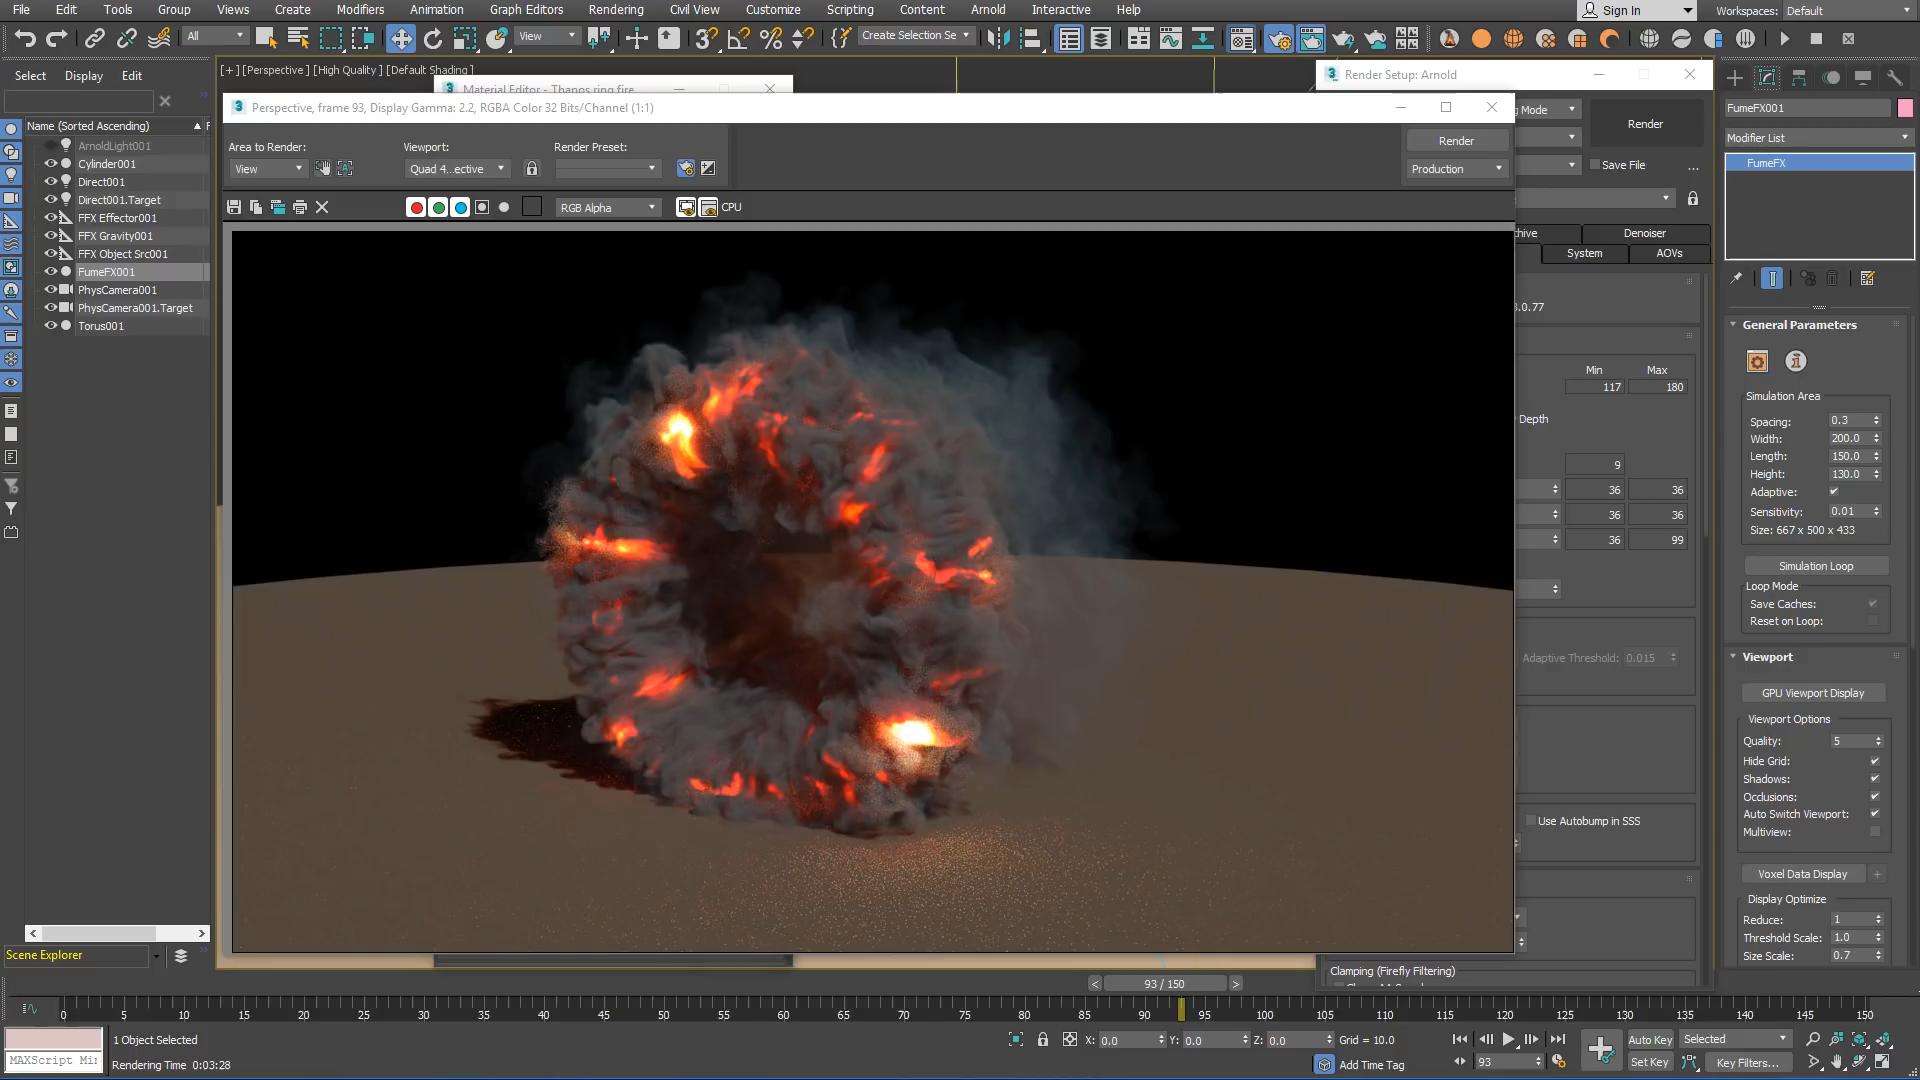 File Edit Tools Group Views Create Modifiers Animation Graph Editors Rendering Civil View Customize Scripting Content Arnold Interactive Help Sign In Workspaces: Default
All View Create Selection Se
Select Display Edit
[+] [Perspective ] [High Quality ] [Default Shading ]
Material Editor - Thanos ring fire
Render Setup: Arnold
Perspective, frame 93, Display Gamma: 2.2, RGBA Color 32 Bits/Channel (1:1)
ng Mode
Render
Save File
...
Area to Render:
View
Viewport:
Quad 4...ective
Render Preset:
Render
Production
RGB Alpha
CPU
Name (Sorted Ascending)
F
ArnoldLight001
Cylinder001
Direct001
Direct001.Target
FFX Effector001
FFX Gravity001
FFX Object Src001
FumeFX001
PhysCamera001
PhysCamera001.Target
Torus001
Scene Explorer
chive Denoiser
System AOVs
3.0.77
Min Max
117 180
Depth
9
36 36
36 36
36 99
Adaptive Threshold: 0.015
Use Autobump in SSS
Clamping (Firefly Filtering)
FumeFX001
Modifier List
FumeFX
General Parameters
Simulation Area
Spacing: 0.3
Width: 200.0
Length: 150.0
Height: 130.0
Adaptive:
Sensitivity: 0.01
Size: 667 x 500 x 433
Simulation Loop
Loop Mode
Save Caches:
Reset on Loop:
Viewport
GPU Viewport Display
Viewport Options
Quality: 5
Hide Grid:
Shadows:
Occlusions:
Auto Switch Viewport:
Multiview:
Voxel Data Display +
Display Optimize
Reduce: 1
Threshold Scale: 1.0
Size Scale: 0.7
< 93 / 150 >
0 5 10 15 20 25 30 35 40 45 50 55 60 65 70 75 80 85 90 95 100 105 110 115 120 125 130 135 140 145 150
1 Object Selected
X: 0.0 Y: 0.0 Z: 0.0 Grid = 10.0
Auto Key Selected
MAXScript Mi
Rendering Time 0:03:28
Add Time Tag
93
Set Key Key Filters...